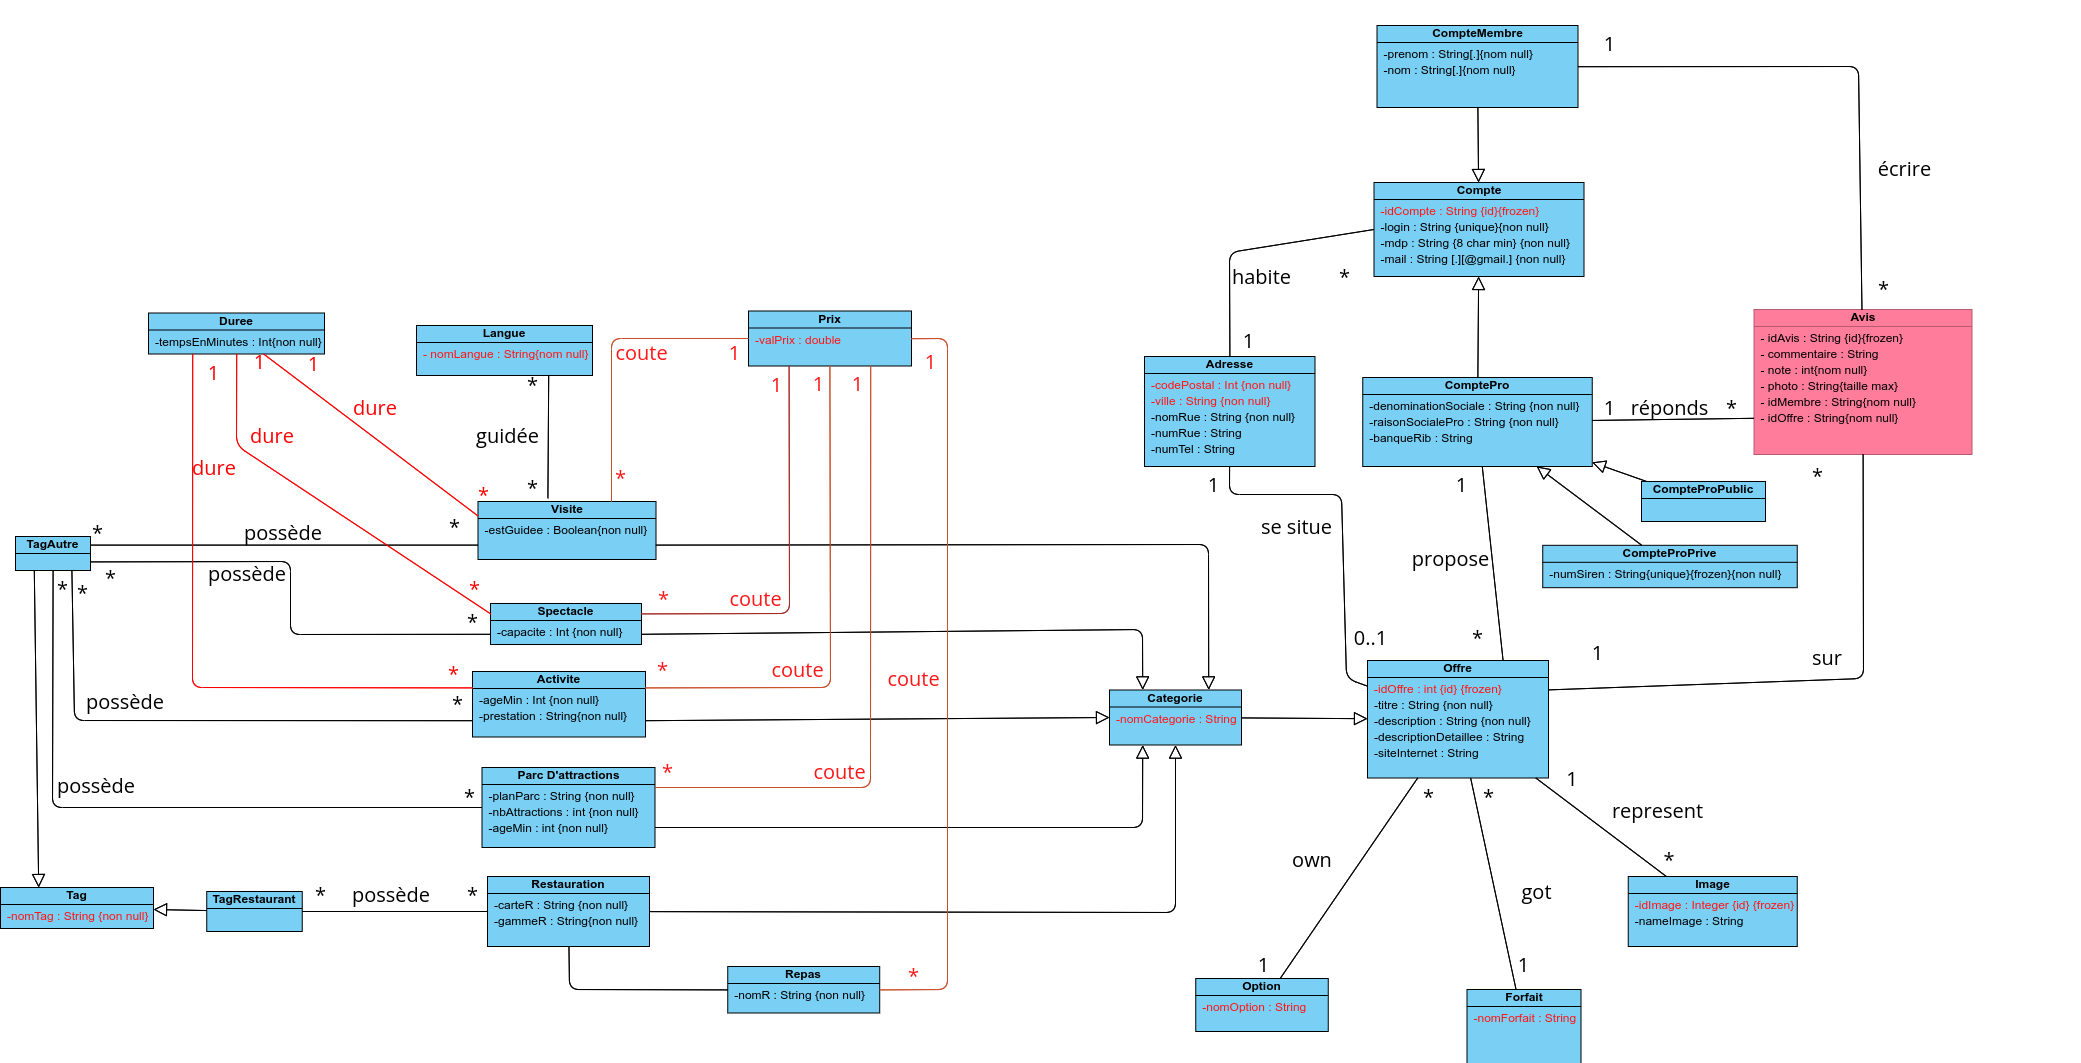 CompteMembre
-prenom : String[.]{nom null}
-nom : String[.]{nom null}
1
écrire
*
Compte
-idCompte : String {id}{frozen}
-login : String {unique}{non null}
-mdp : String {8 char min} {non null}
-mail : String [.][@gmail.] {non null}
habite
*
1
Adresse
-codePostal : Int {non null}
-ville : String {non null}
-nomRue : String {non null}
-numRue : String
-numTel : String
1
se situe
0..1
ComptePro
-denominationSociale : String {non null}
-raisonSocialePro : String {non null}
-banqueRib : String
1 réponds *
Avis
- idAvis : String {id}{frozen}
- commentaire : String
- note : int{nom null}
- photo : String{taille max}
- idMembre : String{nom null}
- idOffre : String{nom null}
*
sur
1
CompteProPublic
CompteProPrive
-numSiren : String{unique}{frozen}{non null}
1
propose
*
Offre
-idOffre : int {id} {frozen}
-titre : String {non null}
-description : String {non null}
-descriptionDetaillee : String
-siteInternet : String
*
own
1
*
got
1
1
represent
*
Option
-nomOption : String
Forfait
-nomForfait : String
Image
-idImage : Integer {id} {frozen}
-nameImage : String
Duree
-tempsEnMinutes : Int{non null}
1
1
1
1
dure
dure
dure
*
*
*
Langue
- nomLangue : String{nom null}
*
guidée
*
Prix
-valPrix : double
1
1
1
1
1
coute
*
coute
*
coute
*
coute
*
coute
*
Visite
-estGuidee : Boolean{non null}
Spectacle
-capacite : Int {non null}
Activite
-ageMin : Int {non null}
-prestation : String{non null}
Parc D'attractions
-planParc : String {non null}
-nbAttractions : int {non null}
-ageMin : int {non null}
Restauration
-carteR : String {non null}
-gammeR : String{non null}
Repas
-nomR : String {non null}
Categorie
-nomCategorie : String
TagAutre
* possède *
* possède *
* possède *
* possède *
Tag
-nomTag : String {non null}
TagRestaurant
* possède *